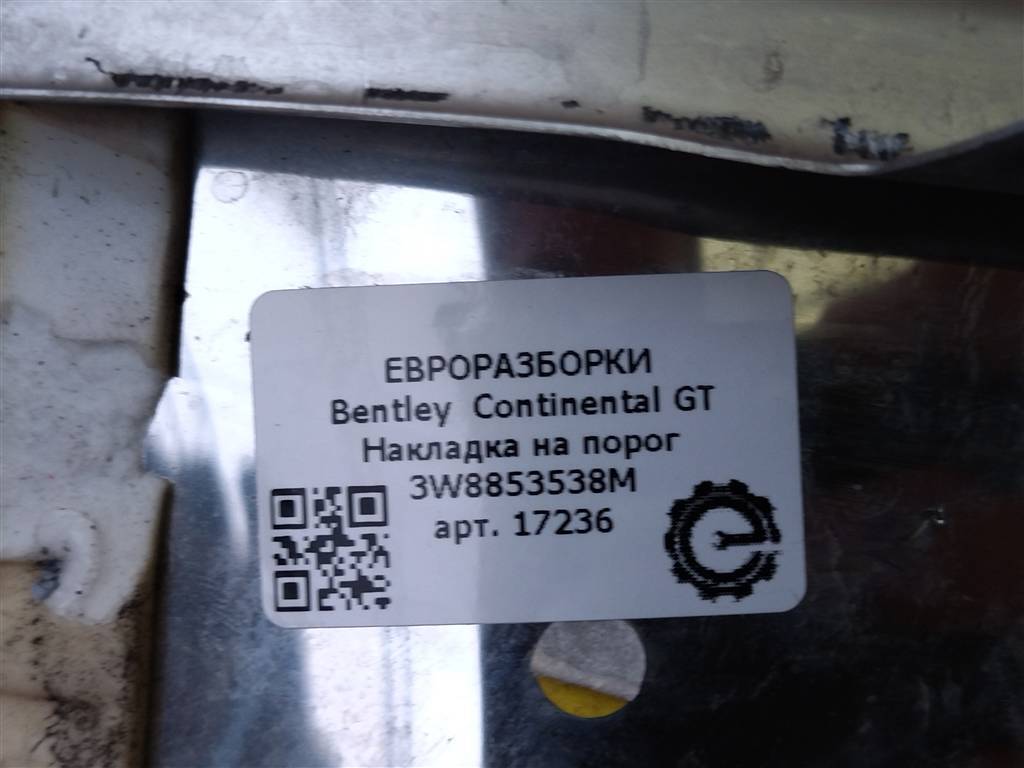 ЕВРОРАЗБОРКИ
Bentley Continental GT
Накладка на порог
3W8853538M
арт. 17236